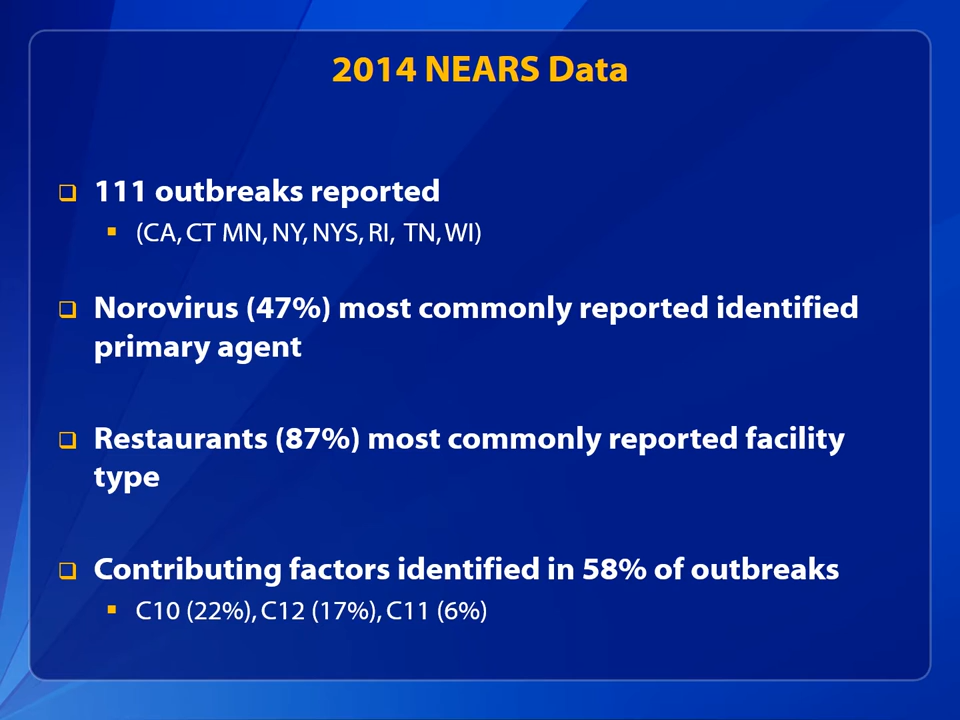 2014 NEARS Data
111 outbreaks reported
(CA, CT MN, NY, NYS, RI, TN, WI)
Norovirus (47%) most commonly reported identified
primary agent
Restaurants (87%) most commonly reported facility
type
Contributing factors identified in 58% of outbreaks
C10 (22%), C12 (17%), C11 (6%)